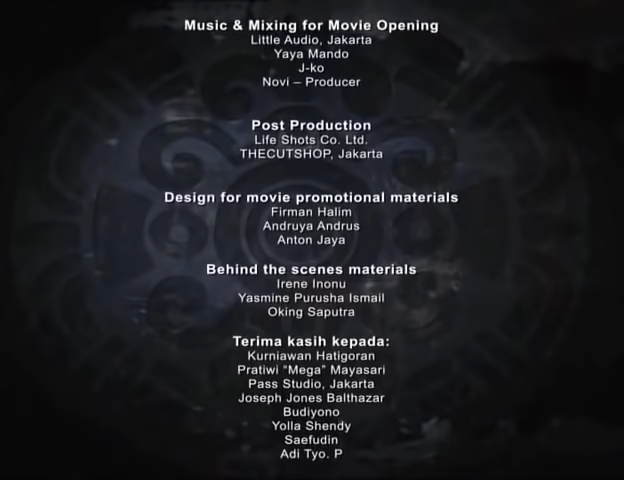 Music & Mixing for Movie Opening
Little Audio, Jakarta
Yaya Mando
J-ko
Novi – Producer
Post Production
Life Shots Co. Ltd.
THECUTSHOP, Jakarta
Design for movie promotional materials
Firman Halim
Andruya Andrus
Anton Jaya
Behind the scenes materials
Irene Inonu
Yasmine Purusha Ismail
Oking Saputra
Terima kasih kepada:
Kurniawan Hatigoran
Pratiwi "Mega" Mayasari
Pass Studio, Jakarta
Joseph Jones Balthazar
Budiyono
Yolla Shendy
Saefudin
Adi Tyo. P